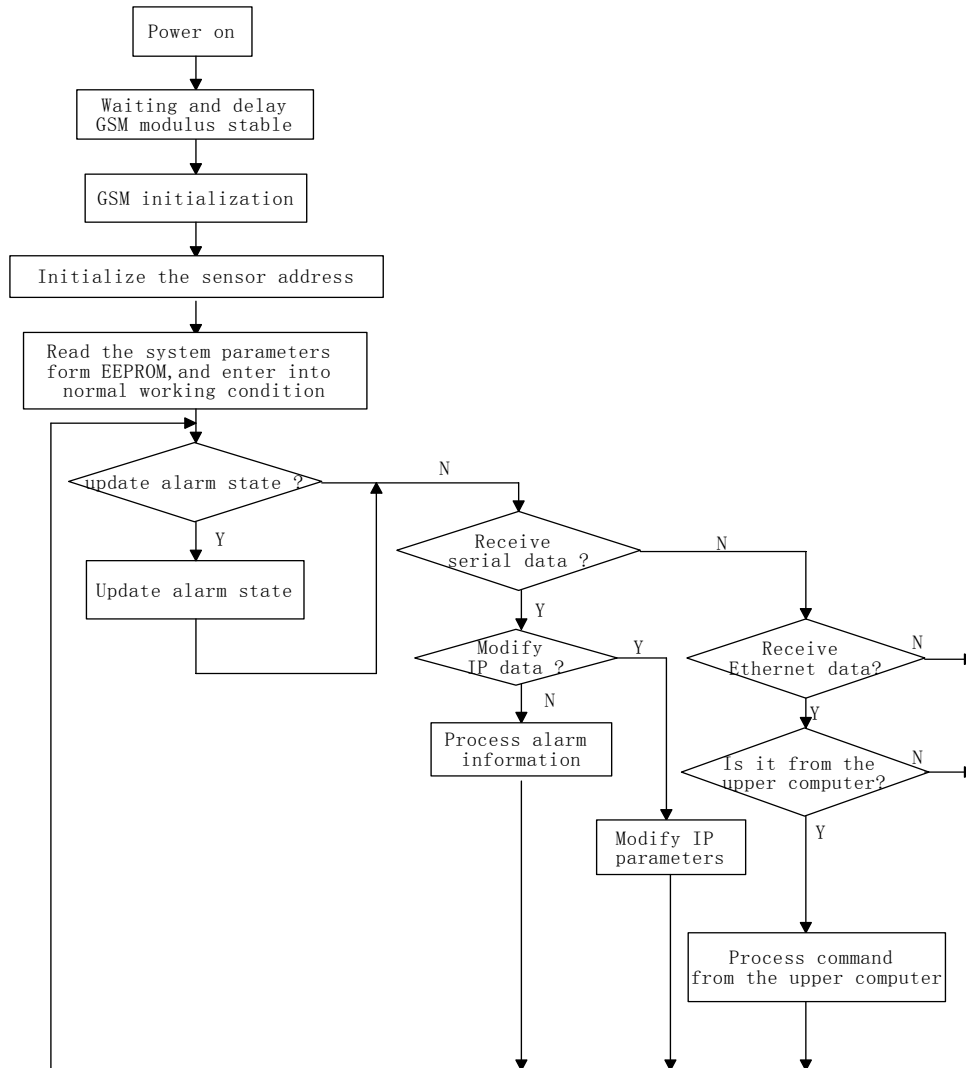 Power on
Waiting and delay
GSM modulus stable
GSM initialization
Initialize the sensor address
Read the system parameters
form EEPROM,and enter into
normal working condition
update alarm state ?
N
Y
Update alarm state
Receive
serial data ?
N
Y
Modify
IP data ?
Y
N
Receive
Ethernet data?
N
Y
Process alarm
information
Is it from the
upper computer?
N
Y
Modify IP
parameters
Process command
from the upper computer